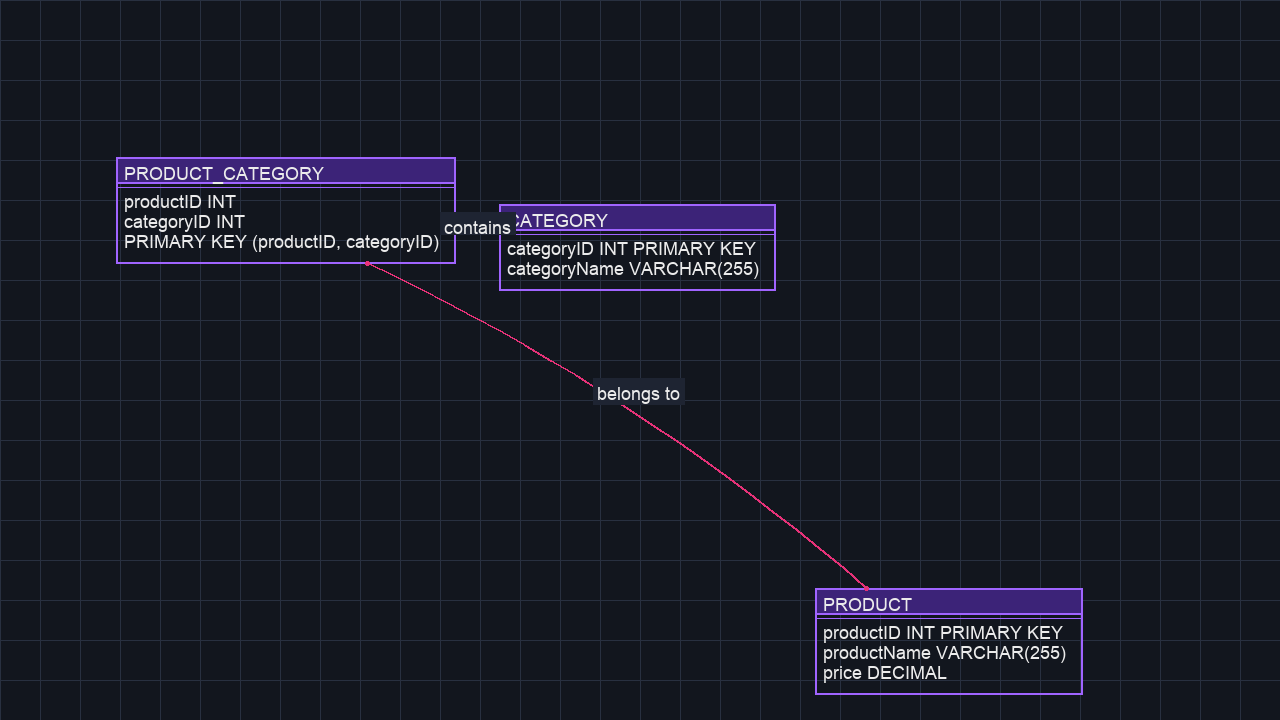 PRODUCT_CATEGORY
productID INT
categoryID INT
PRIMARY KEY (productID, categoryID)
contains
CATEGORY
categoryID INT PRIMARY KEY
categoryName VARCHAR(255)
belongs to
PRODUCT
productID INT PRIMARY KEY
productName VARCHAR(255)
price DECIMAL